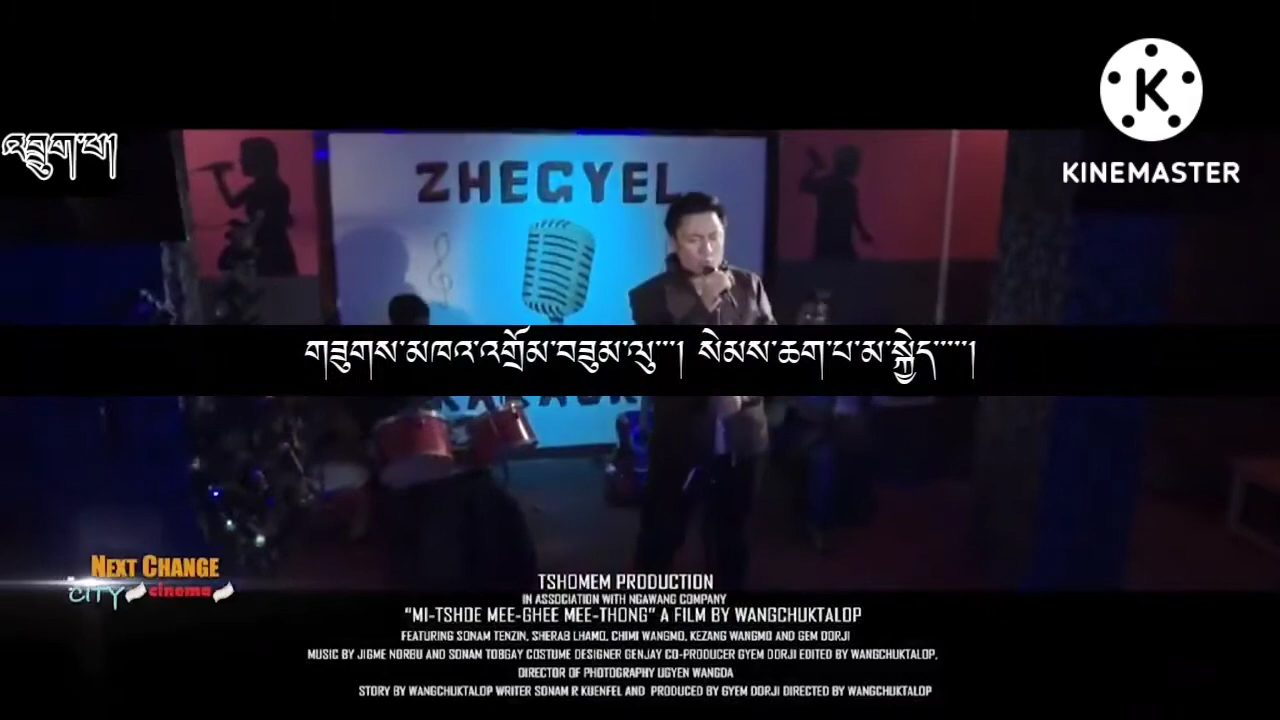 KINEMASTER
འབྲུག་པ།
ZHEGYEL
གཟུགས་མཁའ་འགྲོམ་བཟུམ་ལུ་་་། སེམས་ཆག་པ་མ་སྐྱེད་་་་་།
NEXT CHANGE
CITY cinema
TSHOMEM PRODUCTION
IN ASSOCIATION WITH NGAWANG COMPANY
"MI-TSHOE MEE-GHEE MEE-THONG" A FILM BY WANGCHUKTALOP
FEATURING SONAM TENZIN, SHERAB LHAMO, CHIMI WANGMO, KEZANG WANGMO AND GEM DORJI
MUSIC BY JIGME NORBU AND SONAM TOBGAY COSTUME DESIGNER GENJAY CO-PRODUCER GYEM DORJI EDITED BY WANGCHUKTALOP,
DIRECTOR OF PHOTOGRAPHY UGYEN WANGDA
STORY BY WANGCHUKTALOP WRITER SONAM R KUENFEL AND PRODUCED BY GYEM DORJI DIRECTED BY WANGCHUKTALOP